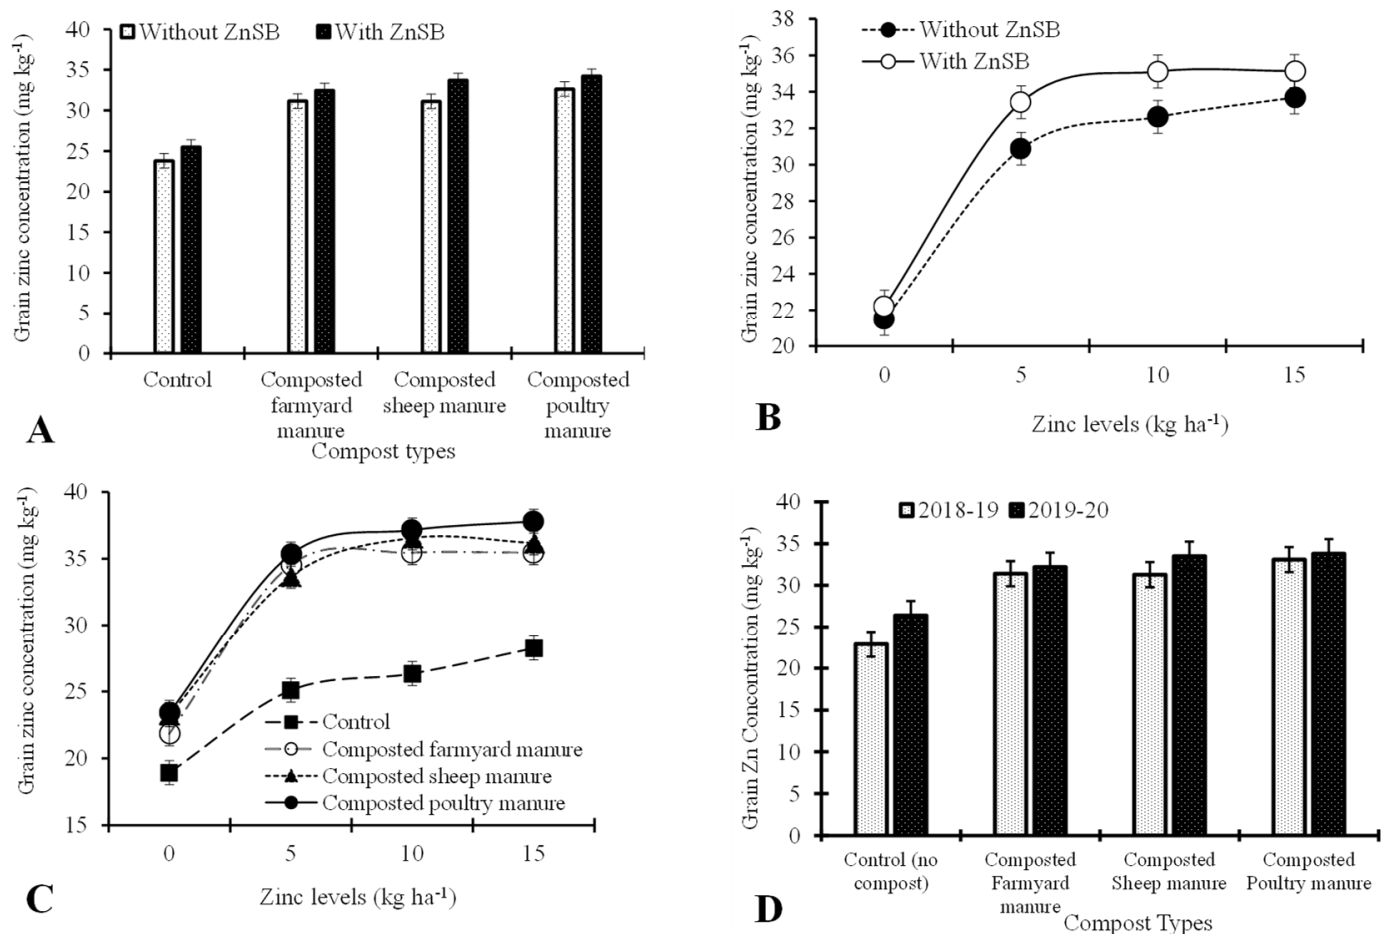 Grain zinc concentration (mg kg⁻¹)
40
35
30
25
20
15
10
5
0
Without ZnSB
With ZnSB
Control
Composted
farmyard
manure
Composted
sheep manure
Composted
poultry
manure
Compost types
A
Grain zinc concentration (mg kg⁻¹)
38
36
34
32
30
28
26
24
22
20
Without ZnSB
With ZnSB
0
5
10
15
Zinc levels (kg ha⁻¹)
B
Grain zinc concentration (mg kg⁻¹)
40
35
30
25
20
15
Control
Composted farmyard manure
Composted sheep manure
Composted poultry manure
0
5
10
15
Zinc levels (kg ha⁻¹)
C
Grain Zn Concontration (mg kg⁻¹)
40
35
30
25
20
15
10
5
0
2018-19
2019-20
Control (no
compost)
Composted
Farmyard
manure
Composted
Sheep manure
Composted
Poultry manure
Compost Types
D